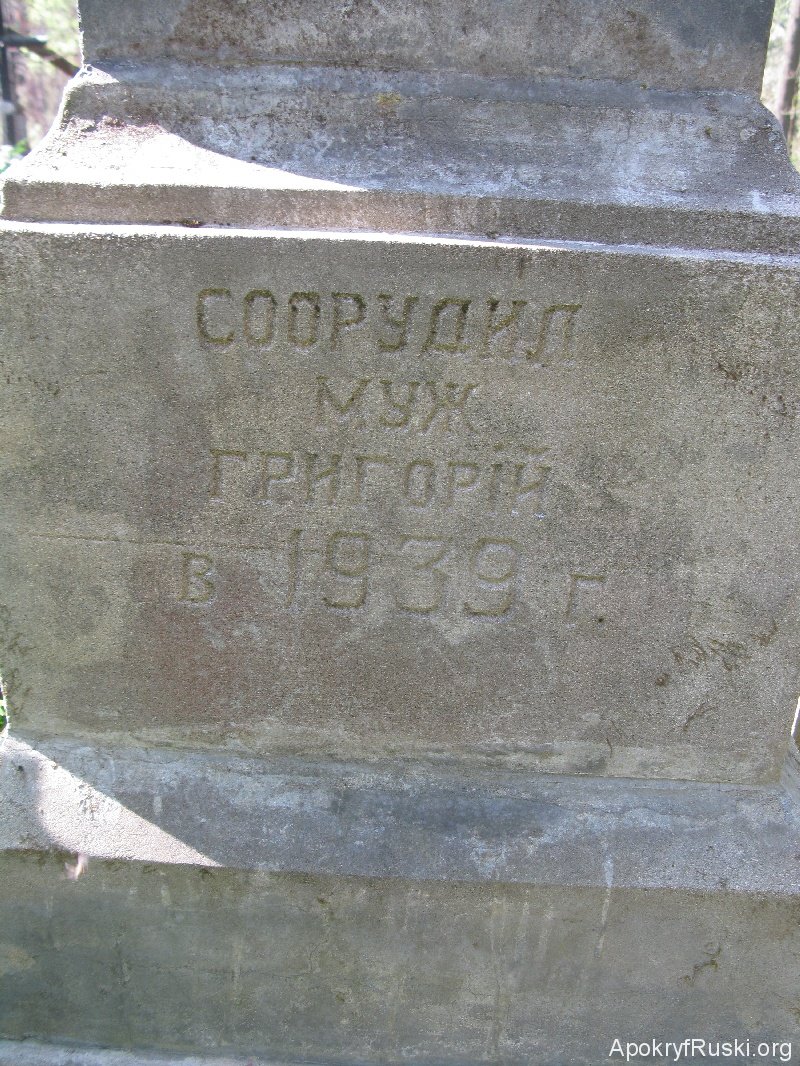 СООРУДИЛ
МУЖ
ГРИГОРІЙ
В 1939 Г.
ApokryfRuski.org